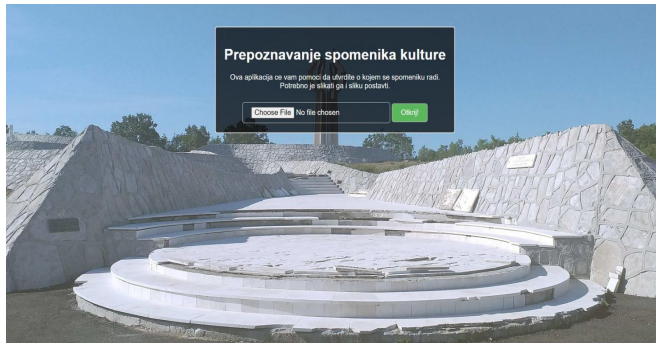 Prepoznavanje spomenika kulture
Ova aplikacija ce vam pomoci da utvrdite o kojem se spomeniku radi.
Potrebno je slikati ga i sliku postaviti.
Choose File No file chosen Otkrij!